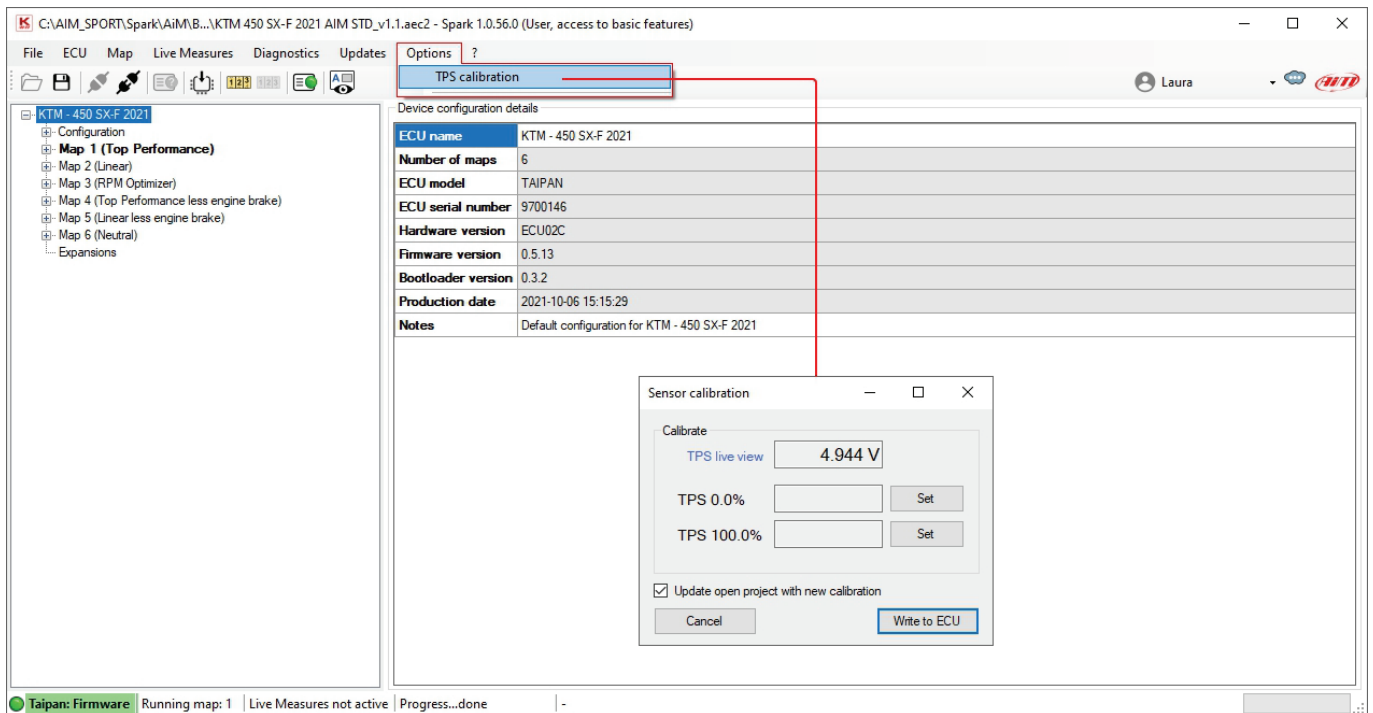 C:\AIM_SPORT\Spark\AiM\B...\KTM 450 SX-F 2021 AIM STD_v1.1.aec2 - Spark 1.0.56.0 (User, access to basic features)
File ECU Map Live Measures Diagnostics Updates Options ?
TPS calibration
Laura
AiM
KTM - 450 SX-F 2021
Configuration
Map 1 (Top Performance)
Map 2 (Linear)
Map 3 (RPM Optimizer)
Map 4 (Top Performance less engine brake)
Map 5 (Linear less engine brake)
Map 6 (Neutral)
Expansions
Device configuration details
ECU name KTM - 450 SX-F 2021
Number of maps 6
ECU model TAIPAN
ECU serial number 9700146
Hardware version ECU02C
Firmware version 0.5.13
Bootloader version 0.3.2
Production date 2021-10-06 15:15:29
Notes Default configuration for KTM - 450 SX-F 2021
Sensor calibration
Calibrate
TPS live view 4.944 V
TPS 0.0% Set
TPS 100.0% Set
Update open project with new calibration
Cancel Write to ECU
Taipan: Firmware Running map: 1 Live Measures not active Progress...done -